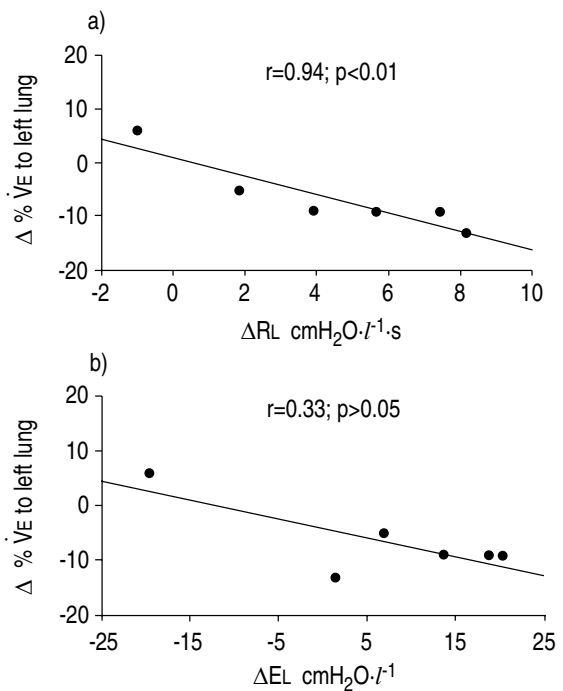 a)
20
10
0
-10
-20
Δ % V̇E to left lung
r=0.94; p<0.01
-2 0 2 4 6 8 10
ΔRL cmH₂O·l⁻¹·s
b)
20
10
0
-10
-20
Δ % V̇E to left lung
r=0.33; p>0.05
-25 -15 -5 5 15 25
ΔEL cmH₂O·l⁻¹